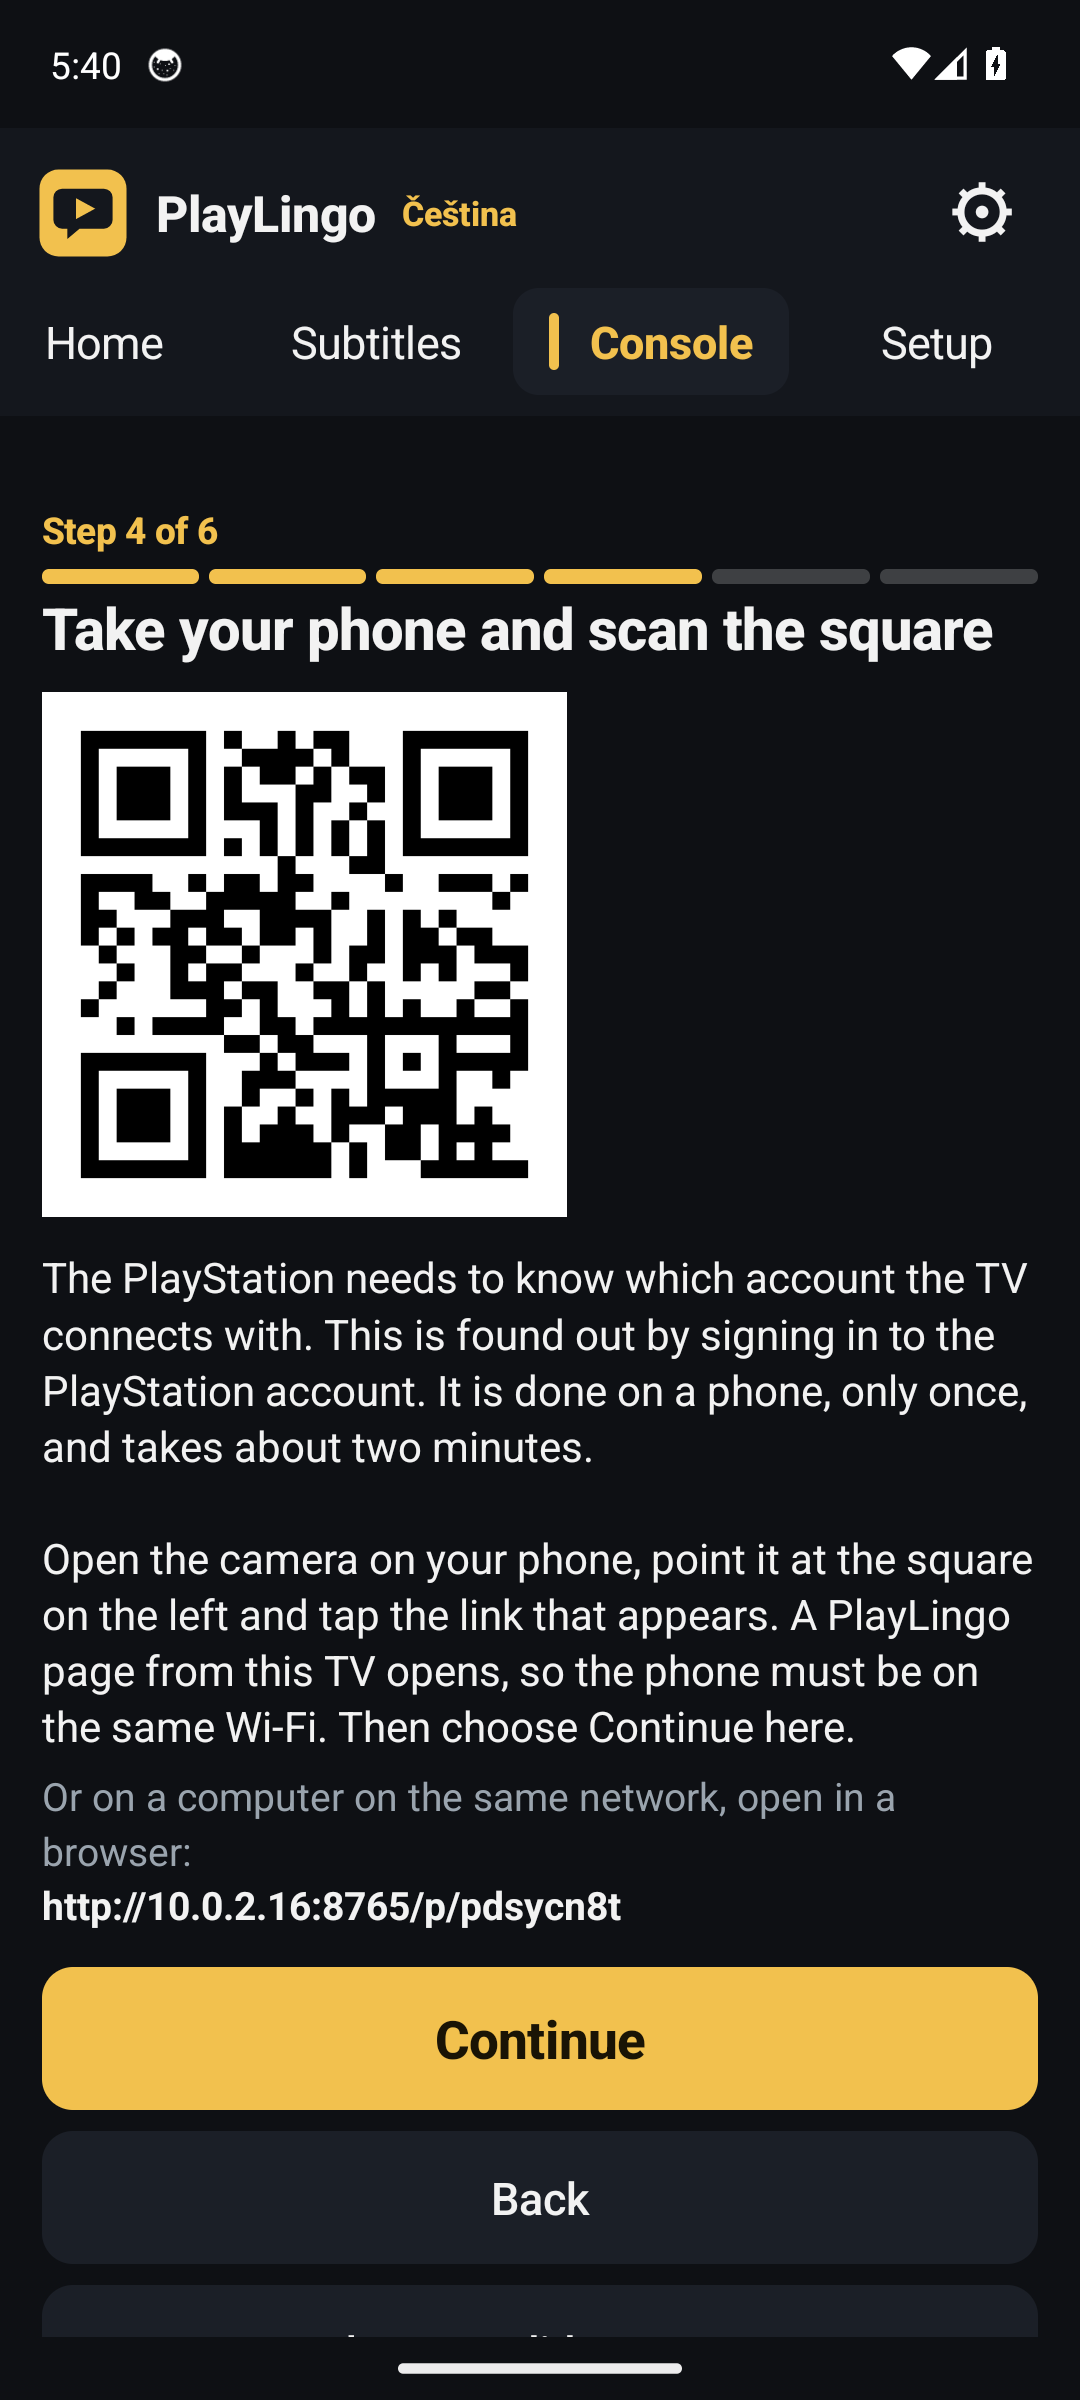 5:40
PlayLingo Čeština
Home Subtitles Console Setup
Step 4 of 6
Take your phone and scan the square
The PlayStation needs to know which account the TV
connects with. This is found out by signing in to the
PlayStation account. It is done on a phone, only once,
and takes about two minutes.
Open the camera on your phone, point it at the square
on the left and tap the link that appears. A PlayLingo
page from this TV opens, so the phone must be on
the same Wi-Fi. Then choose Continue here.
Or on a computer on the same network, open in a
browser:
http://10.0.2.16:8765/p/pdsycn8t
Continue
Back